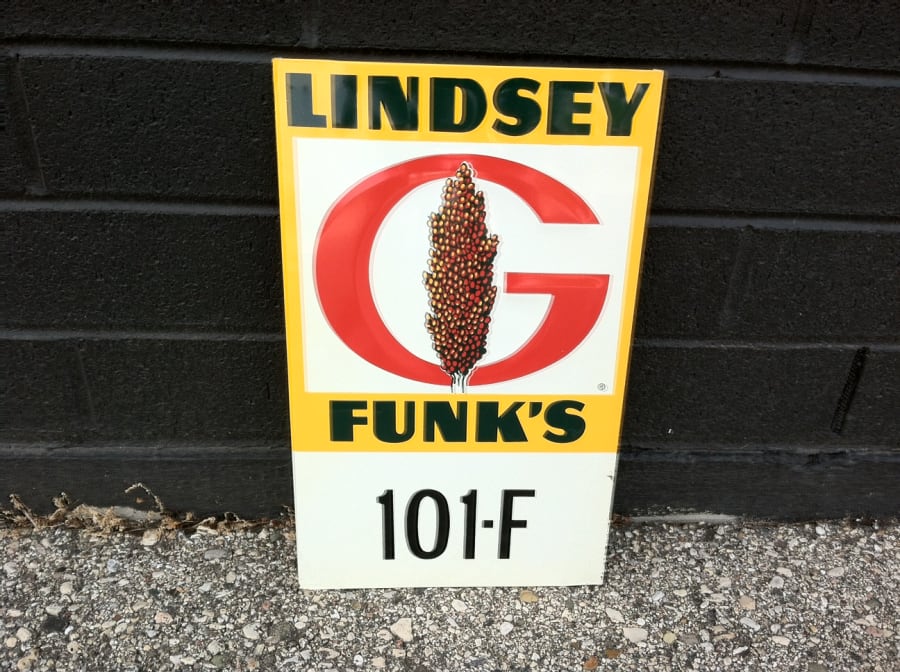 LINDSEY
G
®
FUNK'S
101-F